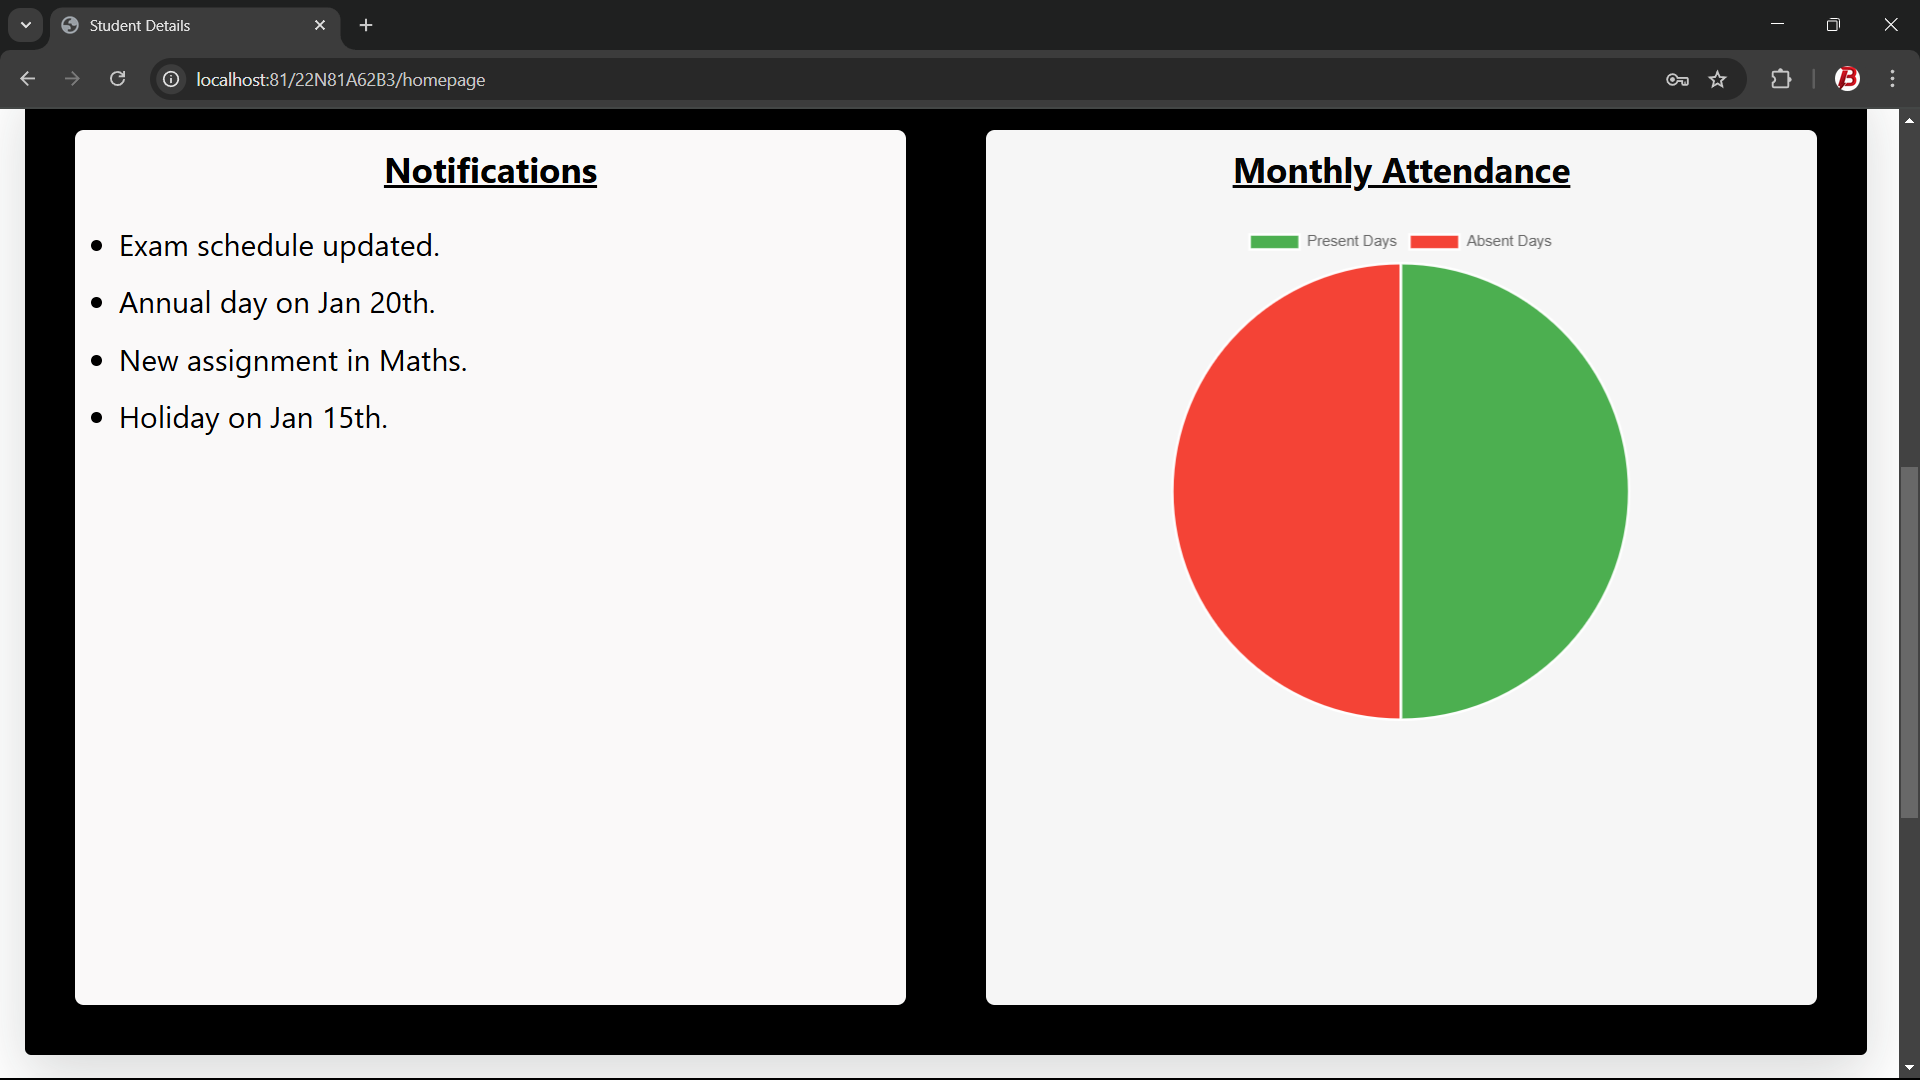 Student Details
localhost:81/22N81A62B3/homepage
Notifications
Exam schedule updated.
Annual day on Jan 20th.
New assignment in Maths.
Holiday on Jan 15th.
Monthly Attendance
Present Days
Absent Days